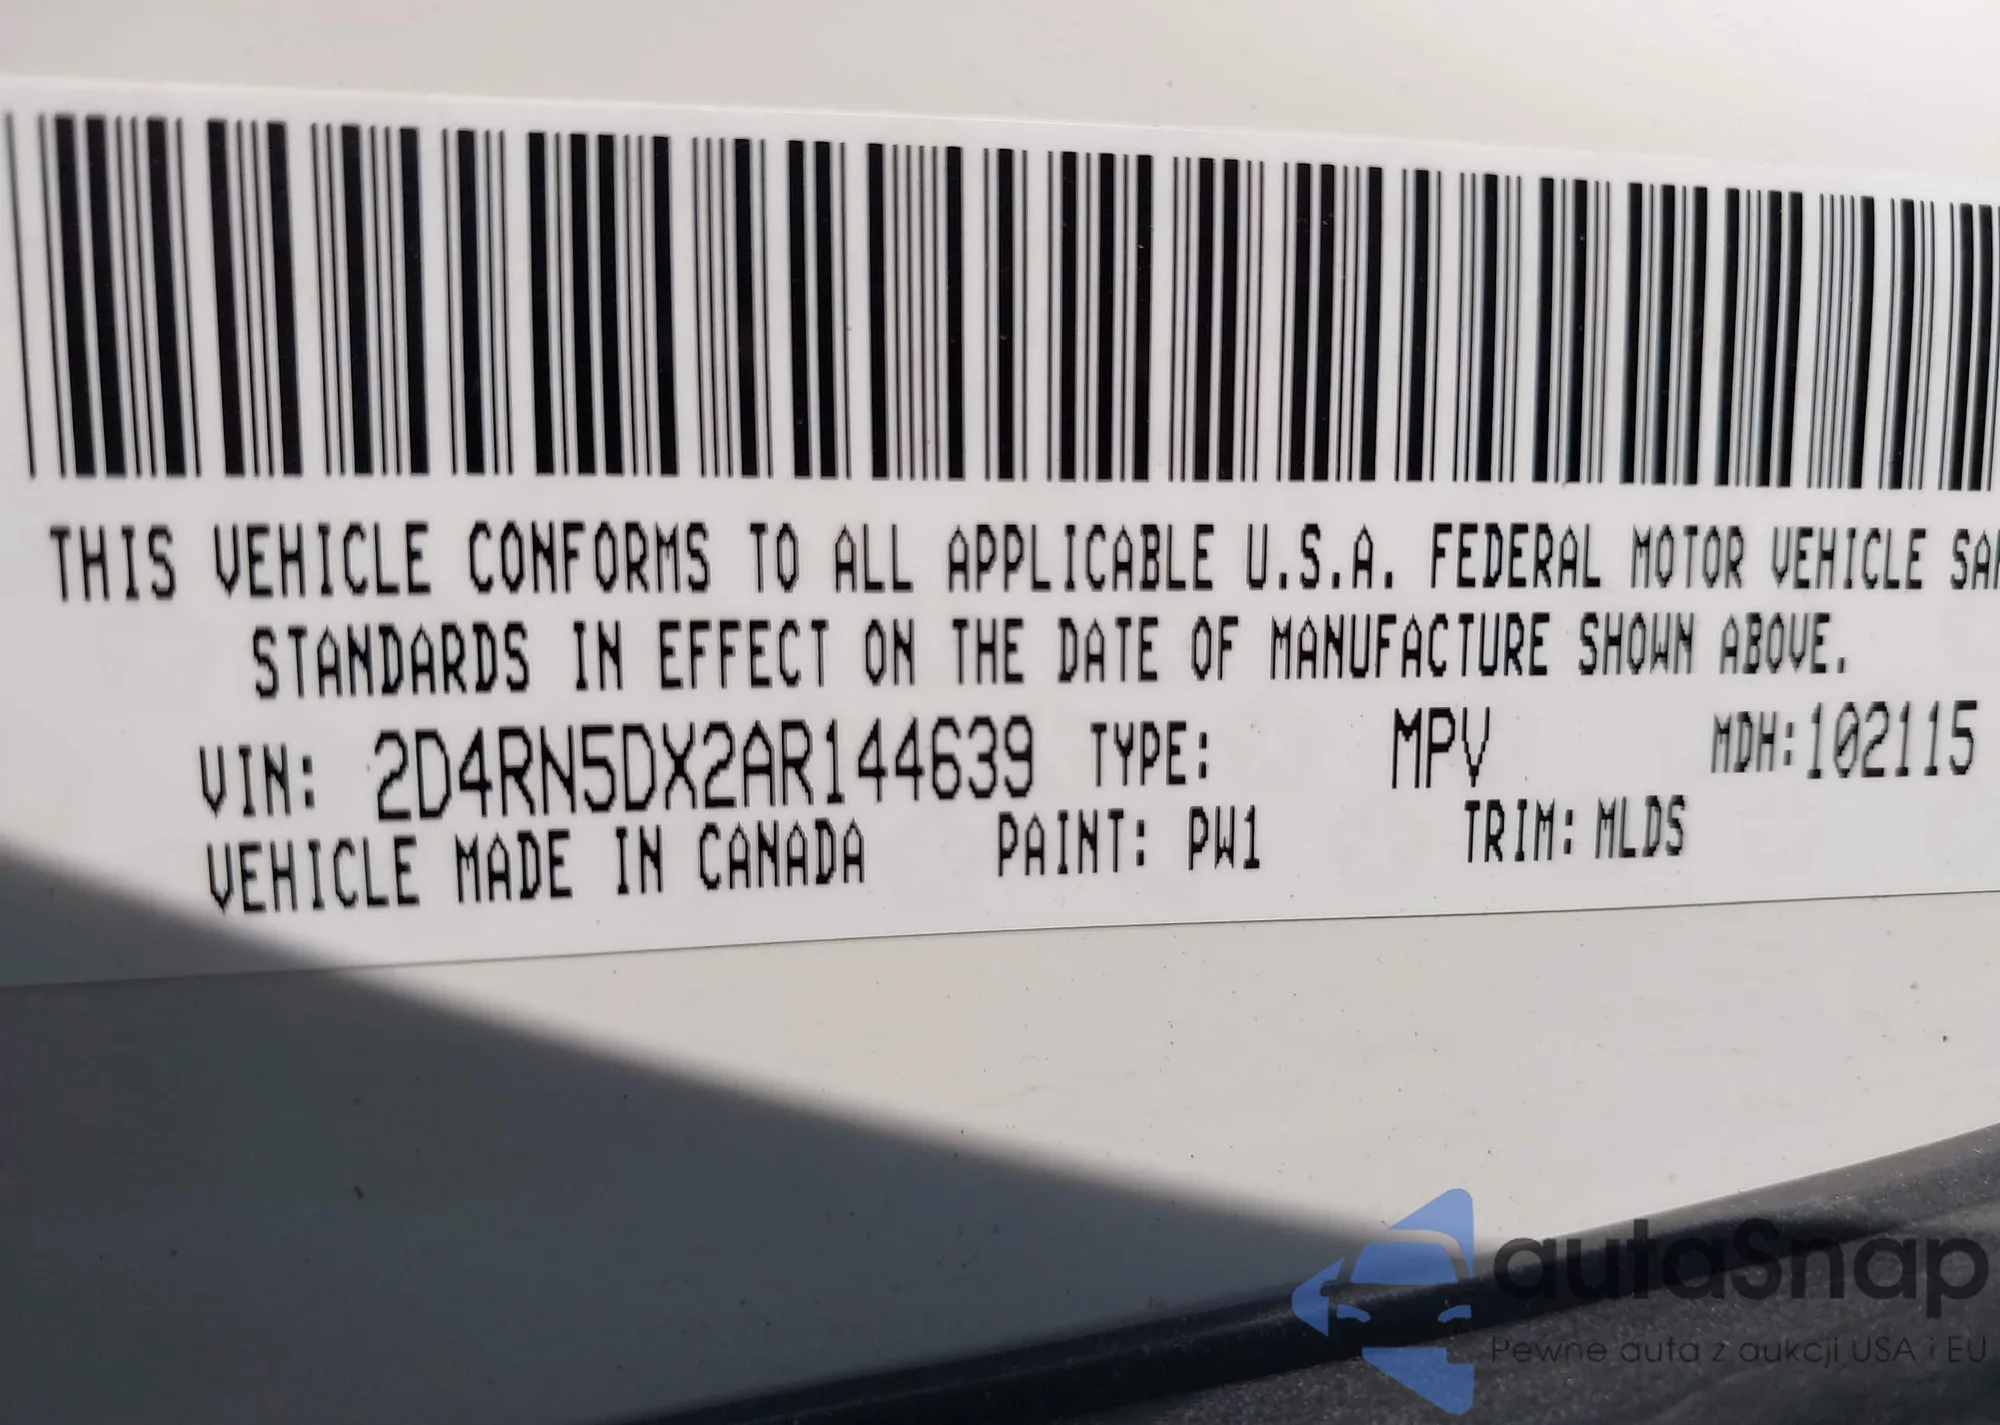 THIS VEHICLE CONFORMS TO ALL APPLICABLE U.S.A. FEDERAL MOTOR VEHICLE
STANDARDS IN EFFECT ON THE DATE OF MANUFACTURE SHOWN ABOVE.
VIN: 2D4RN5DX2AR144639 TYPE: MPV MDH:102115
VEHICLE MADE IN CANADA PAINT: PW1 TRIM: MLDS
autaSnap
Pewne auta z aukcji USA i EU